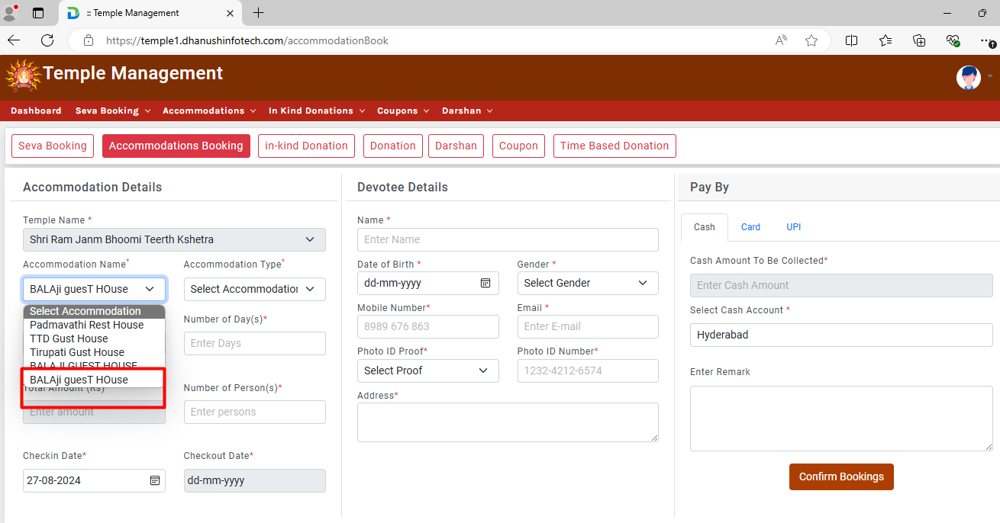 :: Temple Management
https://temple1.dhanushinfotech.com/accommodationBook
Temple Management
Dashboard Seva Booking Accommodations In Kind Donations Coupons Darshan
Seva Booking Accommodations Booking in-kind Donation Donation Darshan Coupon Time Based Donation
Accommodation Details
Temple Name *
Shri Ram Janm Bhoomi Teerth Kshetra
Accommodation Name* Accommodation Type*
BALAji guesT HOuse Select Accommodation
Select Accommodation
Padmavathi Rest House
TTD Gust House
Tirupati Gust House
BALAJI GUEST HOUSE
BALAji guesT HOuse
Number of Day(s)*
Enter Days
Total Amount (Rs) Number of Person(s)*
Enter amount Enter persons
Checkin Date* Checkout Date*
27-08-2024 dd-mm-yyyy
Devotee Details
Name *
Enter Name
Date of Birth * Gender *
dd-mm-yyyy Select Gender
Mobile Number* Email *
8989 676 863 Enter E-mail
Photo ID Proof* Photo ID Number*
Select Proof 1232-4212-6574
Address*
Pay By
Cash Card UPI
Cash Amount To Be Collected*
Enter Cash Amount
Select Cash Account *
Hyderabad
Enter Remark
Confirm Bookings